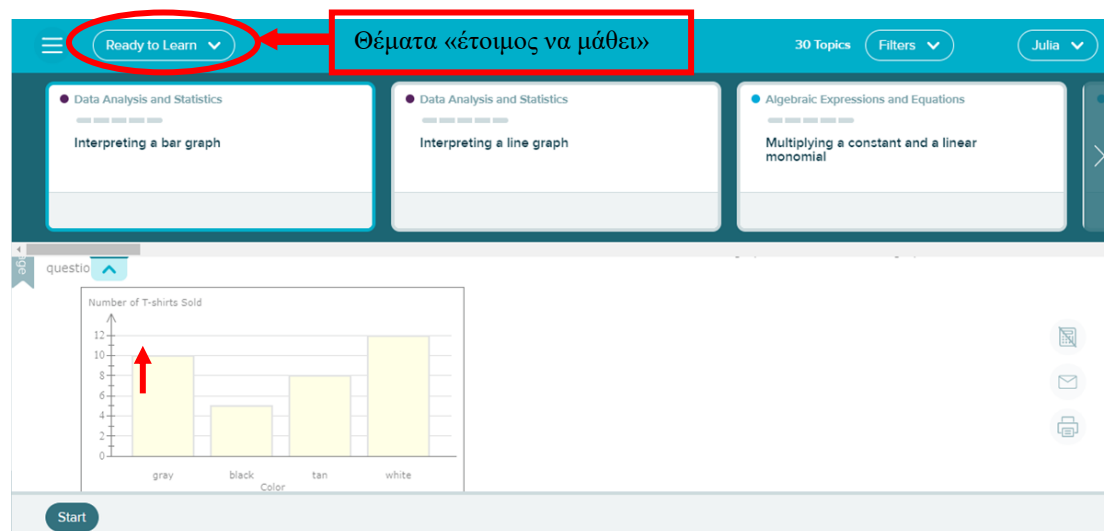 Ready to Learn
Θέματα «έτοιμος να μάθει»
30 Topics
Filters
Julia
Data Analysis and Statistics
Interpreting a bar graph
Data Analysis and Statistics
Interpreting a line graph
Algebraic Expressions and Equations
Multiplying a constant and a linear
monomial
questio
Number of T-shirts Sold
12
10
8
6
4
2
0
gray black tan white
Color
Start